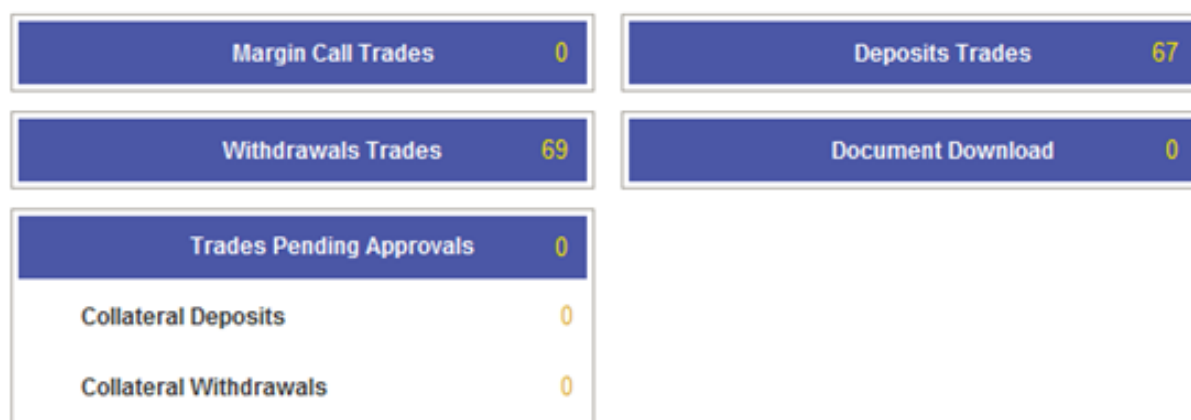 Margin Call Trades 0
Deposits Trades 67
Withdrawals Trades 69
Document Download 0
Trades Pending Approvals 0
Collateral Deposits 0
Collateral Withdrawals 0